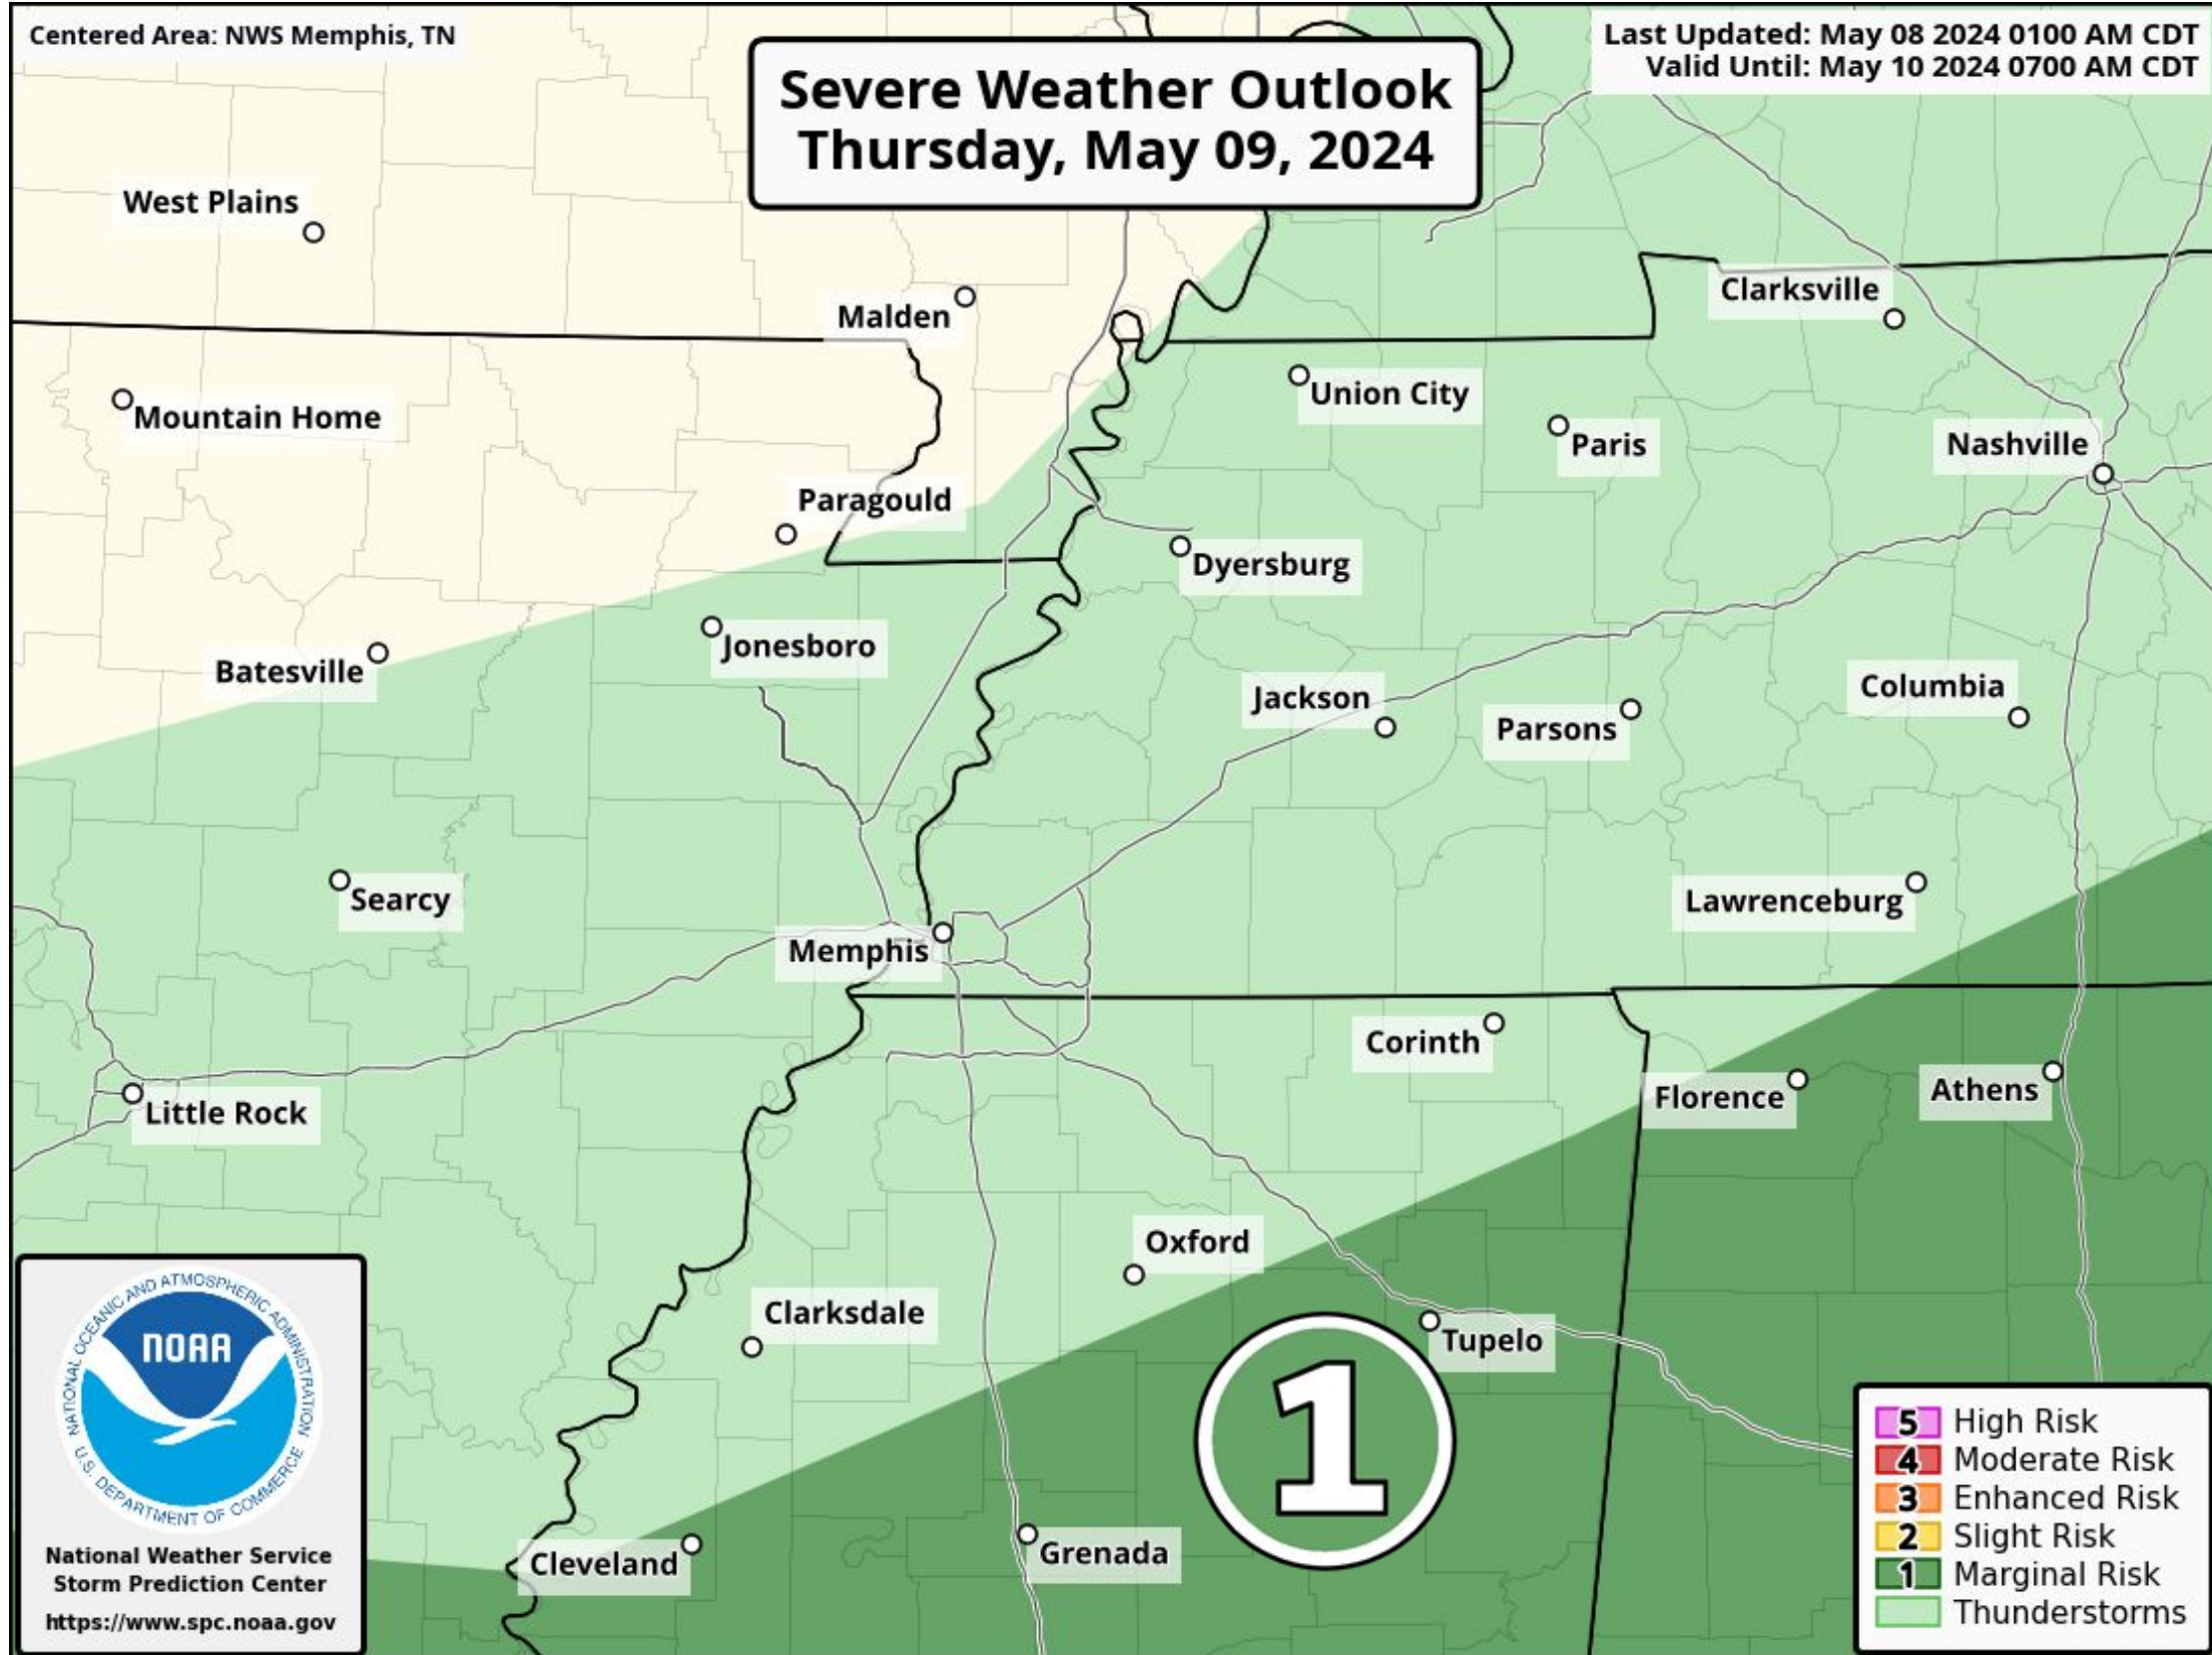 Centered Area: NWS Memphis, TN
Last Updated: May 08 2024 0100 AM CDT
Valid Until: May 10 2024 0700 AM CDT
Severe Weather Outlook
Thursday, May 09, 2024
West Plains
Clarksville
Malden
Mountain Home
Union City
Paris
Nashville
Paragould
Dyersburg
Jonesboro
Batesville
Jackson
Parsons
Columbia
Searcy
Lawrenceburg
Memphis
Corinth
Little Rock
Florence
Athens
Oxford
Clarksdale
Tupelo
1
Cleveland
Grenada
NATIONAL OCEANIC AND ATMOSPHERIC ADMINISTRATION
NOAA
U.S. DEPARTMENT OF COMMERCE
National Weather Service
Storm Prediction Center
https://www.spc.noaa.gov
5 High Risk
4 Moderate Risk
3 Enhanced Risk
2 Slight Risk
1 Marginal Risk
Thunderstorms